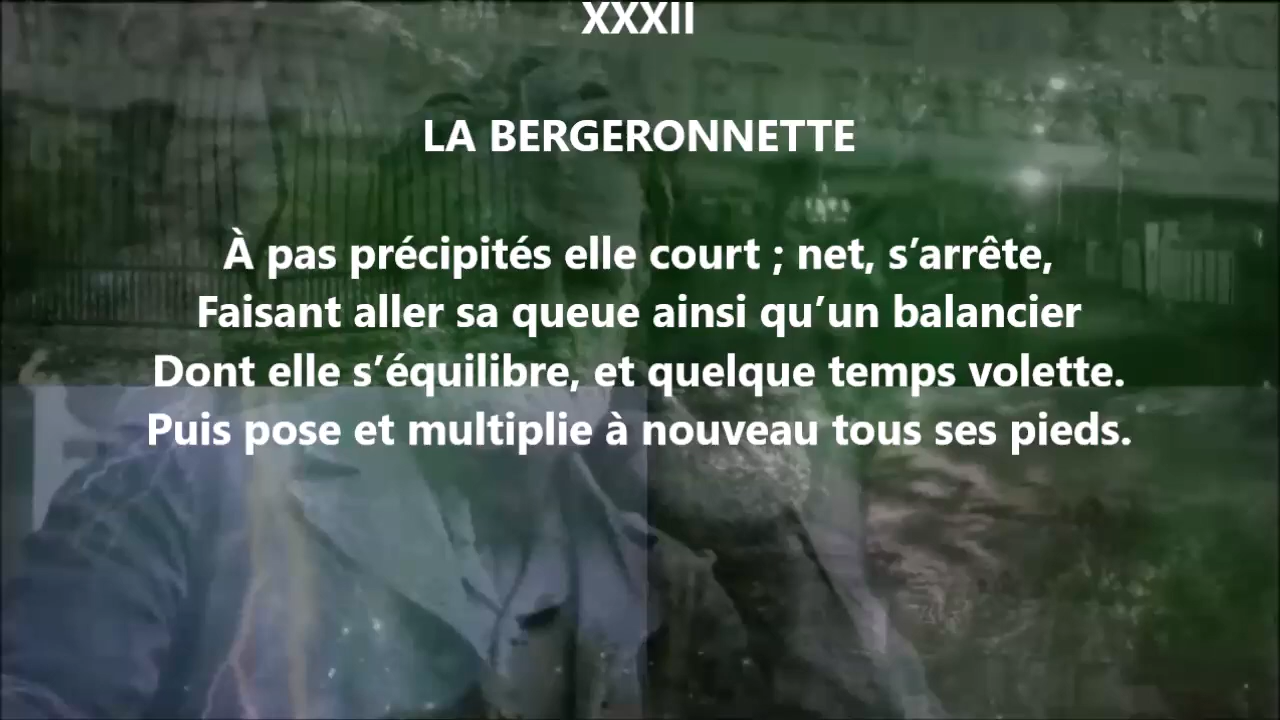 XXXII
LA BERGERONNETTE
À pas précipités elle court ; net, s’arrête,
Faisant aller sa queue ainsi qu’un balancier
Dont elle s’équilibre, et quelque temps volette.
Puis pose et multiplie à nouveau tous ses pieds.